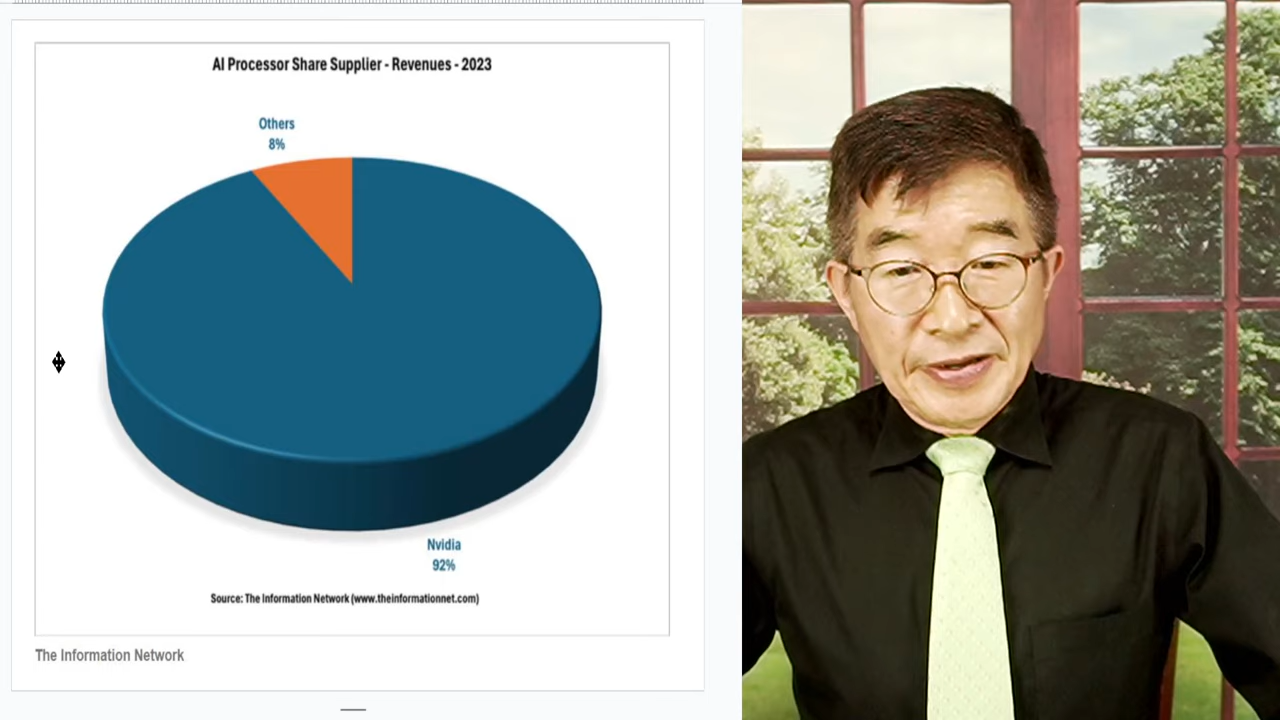 AI Processor Share Supplier - Revenues - 2023
Others
8%
Nvidia
92%
Source: The Information Network (www.theinformationnet.com)
The Information Network